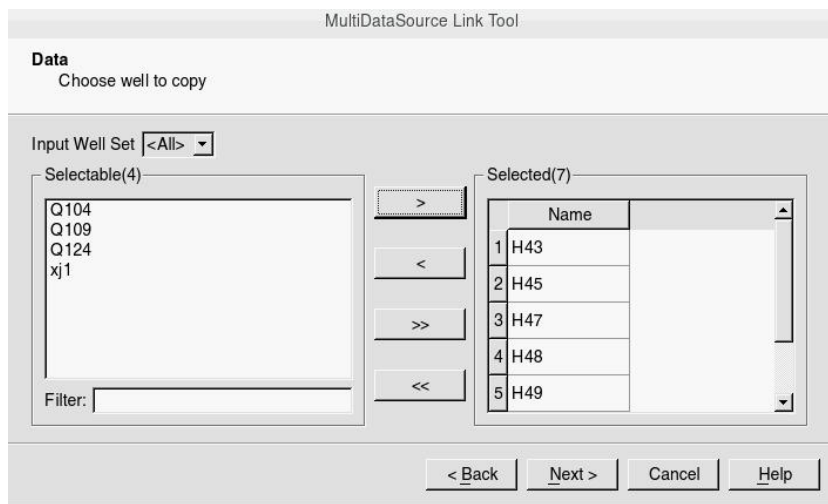 MultiDataSource Link Tool
Data
Choose well to copy
Input Well Set <All>
Selectable(4)
Q104
Q109
Q124
xj1
Filter:
>
<
>>
<<
Selected(7)
Name
1 H43
2 H45
3 H47
4 H48
5 H49
< Back Next > Cancel Help